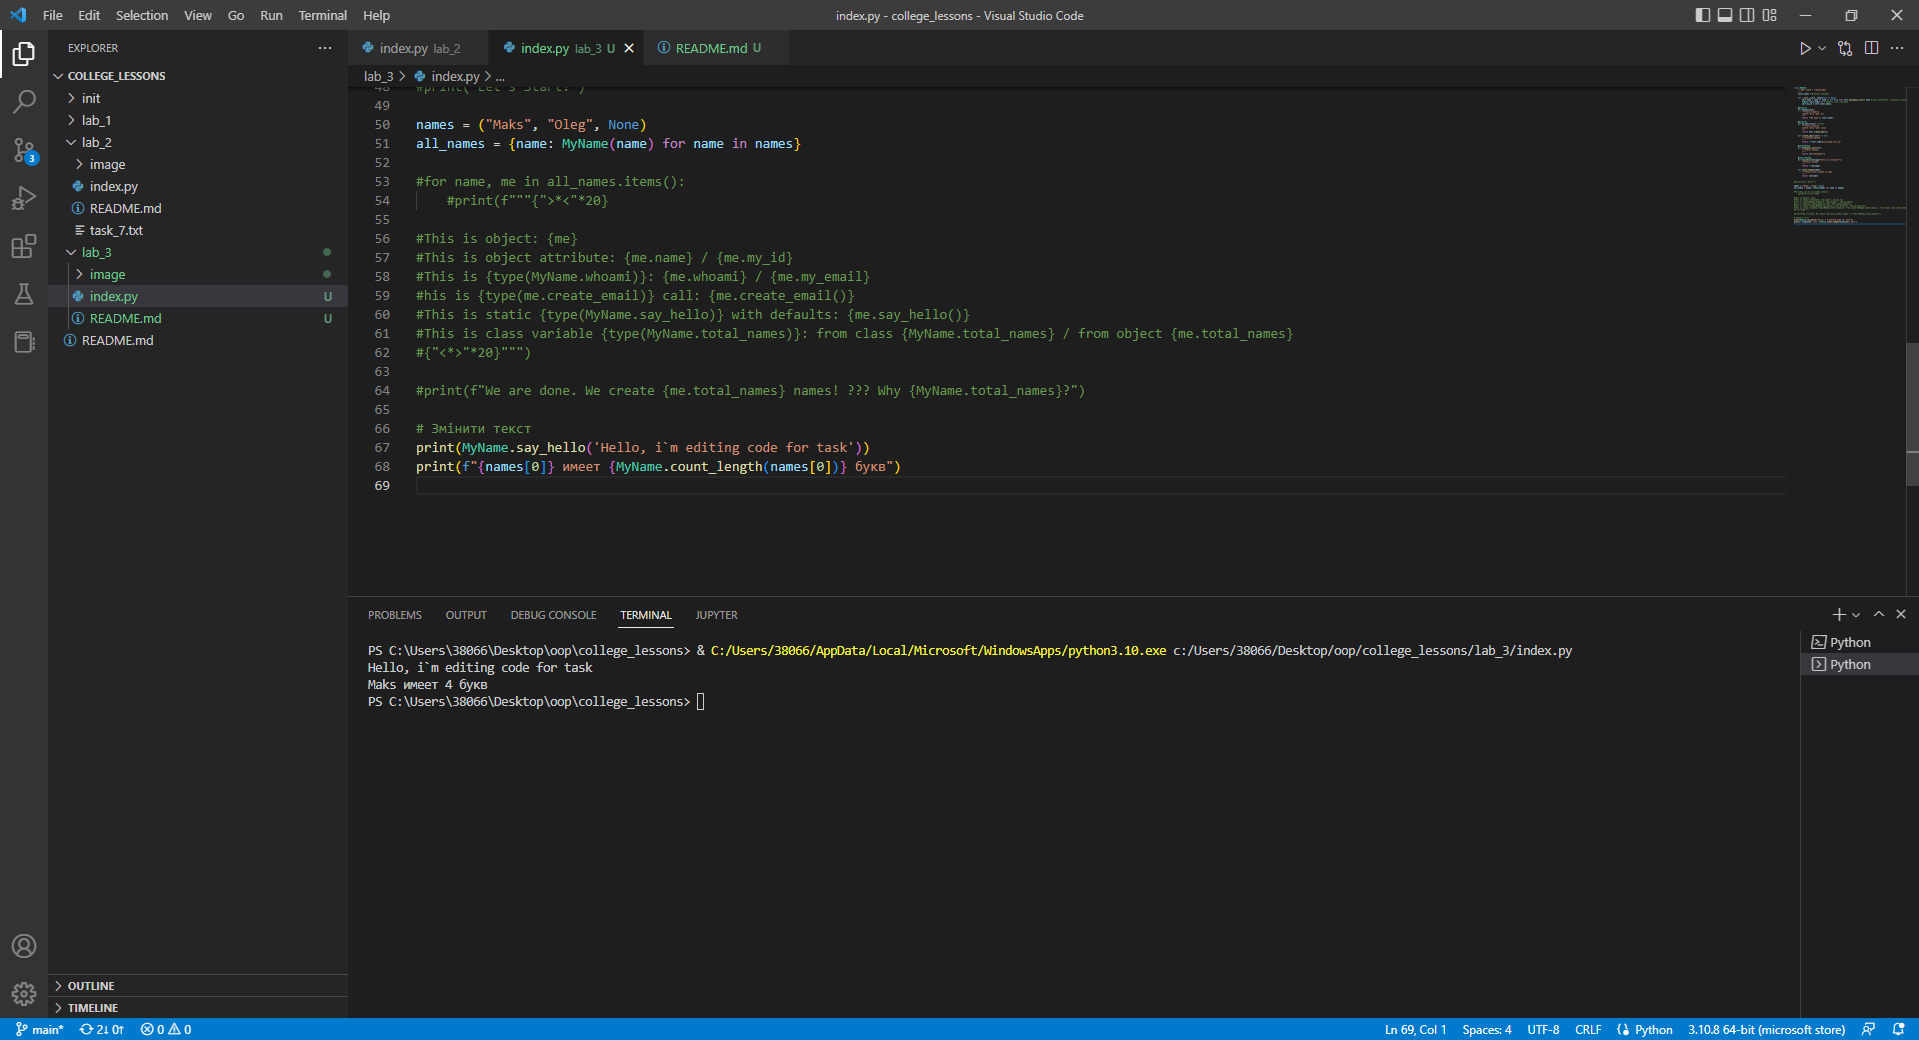 File Edit Selection View Go Run Terminal Help
index.py - college_lessons - Visual Studio Code
EXPLORER
COLLEGE_LESSONS
init
lab_1
lab_2
image
index.py
README.md
task_7.txt
lab_3
image
index.py U
README.md U
README.md
OUTLINE
TIMELINE
index.py lab_2
index.py lab_3 U
README.md U
lab_3 > index.py > ...
48 #print("Let's Start!")
49
50 names = ("Maks", "Oleg", None)
51 all_names = {name: MyName(name) for name in names}
52
53 #for name, me in all_names.items():
54 #print(f"""{">*<"*20}
55
56 #This is object: {me}
57 #This is object attribute: {me.name} / {me.my_id}
58 #This is {type(MyName.whoami)}: {me.whoami} / {me.my_email}
59 #his is {type(me.create_email)} call: {me.create_email()}
60 #This is static {type(MyName.say_hello)} with defaults: {me.say_hello()}
61 #This is class variable {type(MyName.total_names)}: from class {MyName.total_names} / from object {me.total_names}
62 #{"<*>"*20}""")
63
64 #print(f"We are done. We create {me.total_names} names! ??? Why {MyName.total_names}?")
65
66 # Змінити текст
67 print(MyName.say_hello('Hello, i`m editing code for task'))
68 print(f"{names[0]} имеет {MyName.count_length(names[0])} букв")
69
PROBLEMS OUTPUT DEBUG CONSOLE TERMINAL JUPYTER
PS C:\Users\38066\Desktop\oop\college_lessons> & C:/Users/38066/AppData/Local/Microsoft/WindowsApps/python3.10.exe c:/Users/38066/Desktop/oop/college_lessons/lab_3/index.py
Hello, i`m editing code for task
Maks имеет 4 букв
PS C:\Users\38066\Desktop\oop\college_lessons>
Python
Python
3
main* 2↓ 0↑ 0 0
Ln 69, Col 1 Spaces: 4 UTF-8 CRLF Python 3.10.8 64-bit (microsoft store)